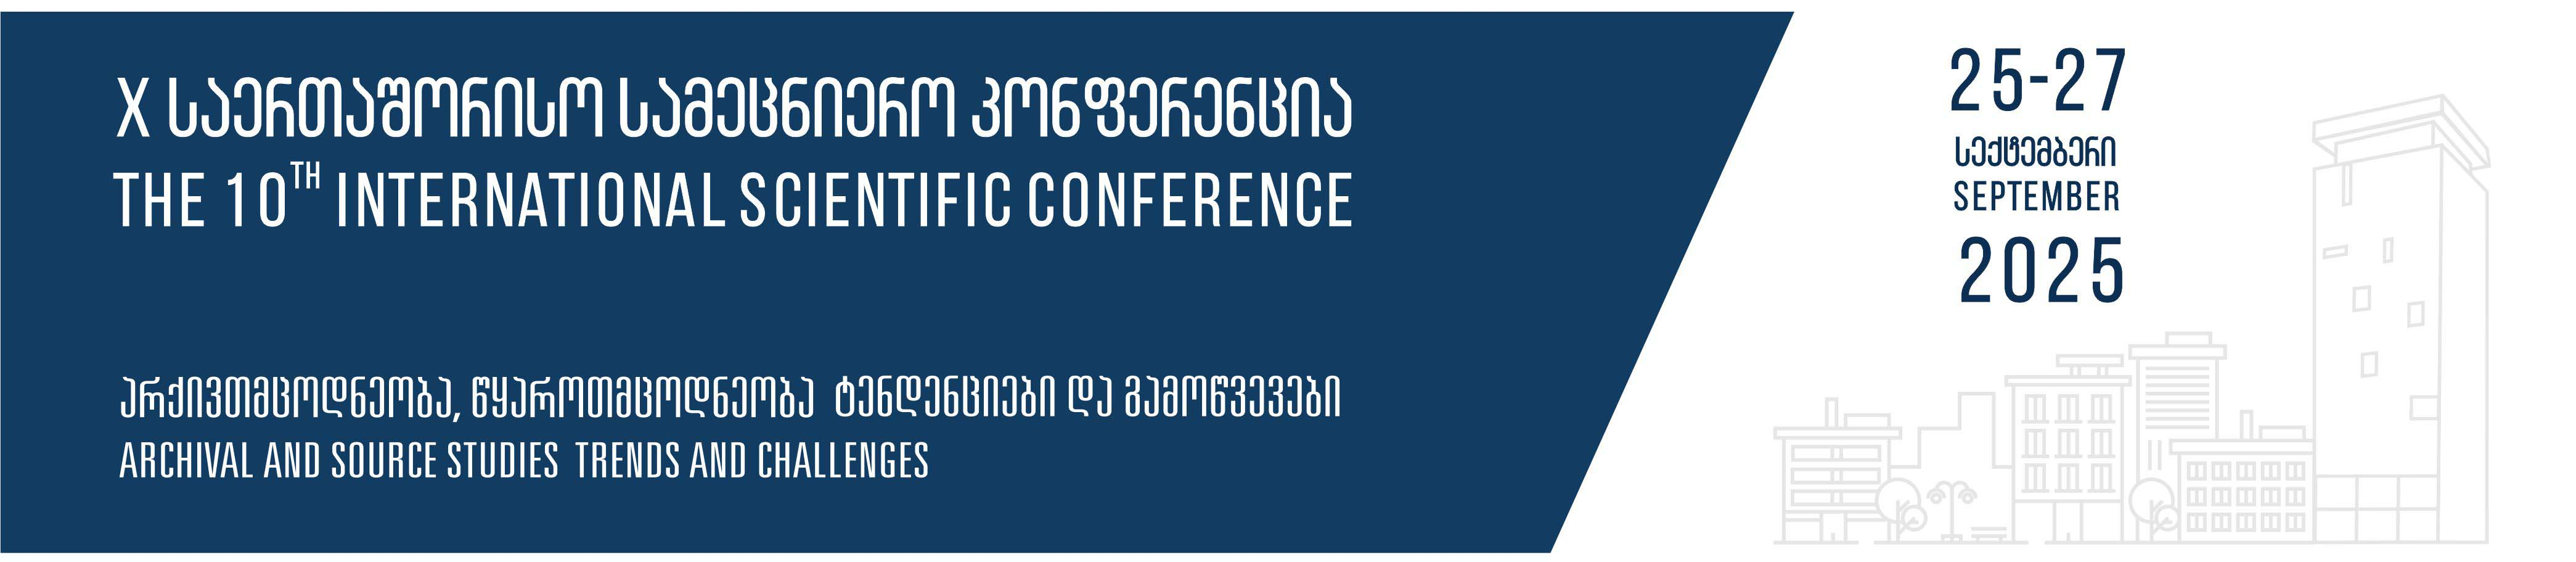 X საერთაშორისო სამეცნიერო კონფერენცია
THE 10TH INTERNATIONAL SCIENTIFIC CONFERENCE
არქივთმცოდნეობა, წყაროთმცოდნეობა ტენდენციები და გამოწვევები
ARCHIVAL AND SOURCE STUDIES TRENDS AND CHALLENGES
25-27
სექტემბერი
SEPTEMBER
2025